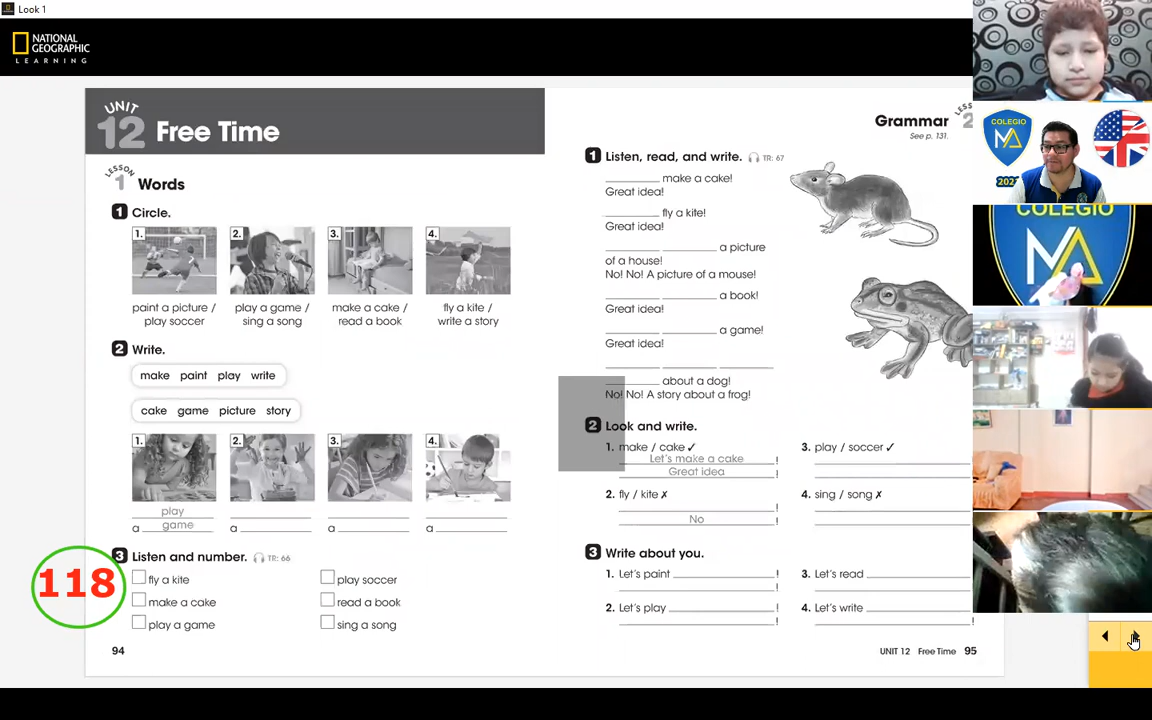 Look 1
NATIONAL
GEOGRAPHIC
LEARNING
UNIT
12 Free Time
LESSON
1 Words
1 Circle.
1.
2.
3.
4.
paint a picture /
play soccer
play a game /
sing a song
make a cake /
read a book
fly a kite /
write a story
2 Write.
make paint play write
cake game picture story
1.
2.
3.
4.
play
a game
a
a
a
3 Listen and number. TR: 66
fly a kite
make a cake
play a game
play soccer
read a book
sing a song
118
94
Grammar
See p. 131.
1 Listen, read, and write. TR: 67
make a cake!
Great idea!
fly a kite!
Great idea!
a picture
of a house!
No! No! A picture of a mouse!
a book!
Great idea!
a game!
Great idea!
about a dog!
No! No! A story about a frog!
2 Look and write.
1. make / cake ✓
Let's make a cake !
Great idea !
2. fly / kite ✗
!
No !
3. play / soccer ✓
4. sing / song ✗
3 Write about you.
1. Let's paint !
2. Let's play !
!
3. Let's read
4. Let's write
!
UNIT 12 Free Time 95
COLEGIO
MA
COLEGIO
MA